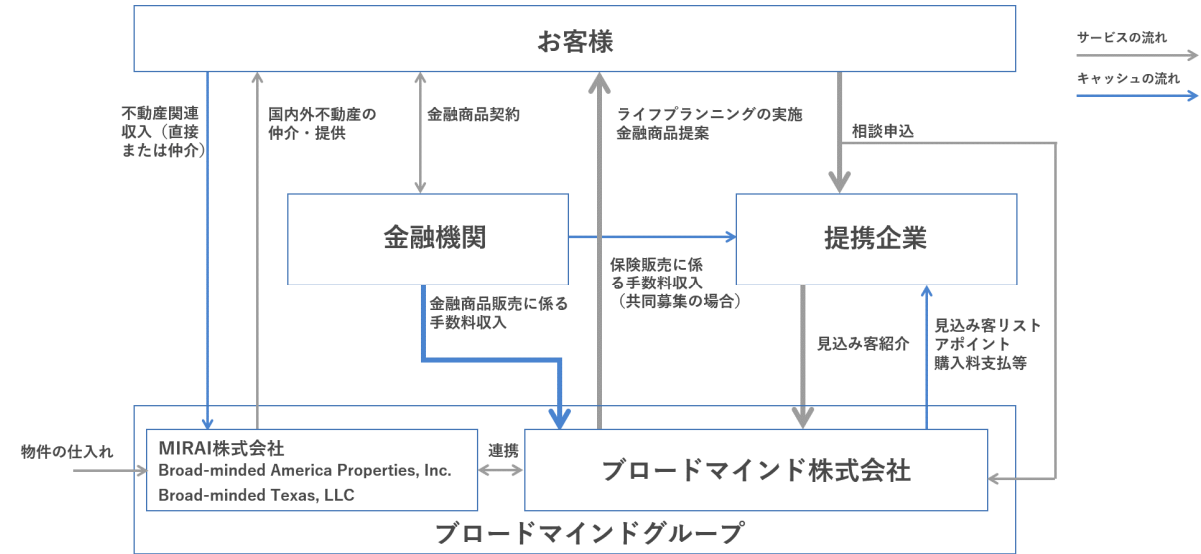 お客様
サービスの流れ
キャッシュの流れ
不動産関連
収入（直接
または仲介）
国内外不動産の
仲介・提供
金融商品契約
ライフプランニングの実施
金融商品提案
相談申込
金融機関
提携企業
保険販売に係
る手数料収入
（共同募集の場合）
金融商品販売に係る
手数料収入
見込み客紹介
見込み客リスト
アポイント
購入料支払等
物件の仕入れ
MIRAI株式会社
Broad-minded America Properties, Inc.
Broad-minded Texas, LLC
連携
ブロードマインド株式会社
ブロードマインドグループ